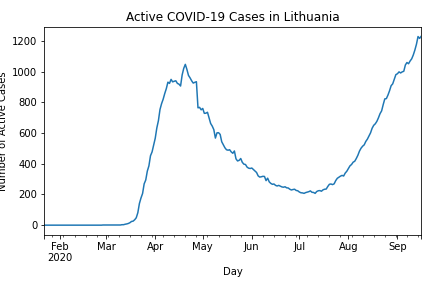 Active COVID-19 Cases in Lithuania
1200
1000
800
600
400
200
0
Number of Active Cases
Feb Mar Apr May Jun Jul Aug Sep
2020
Day